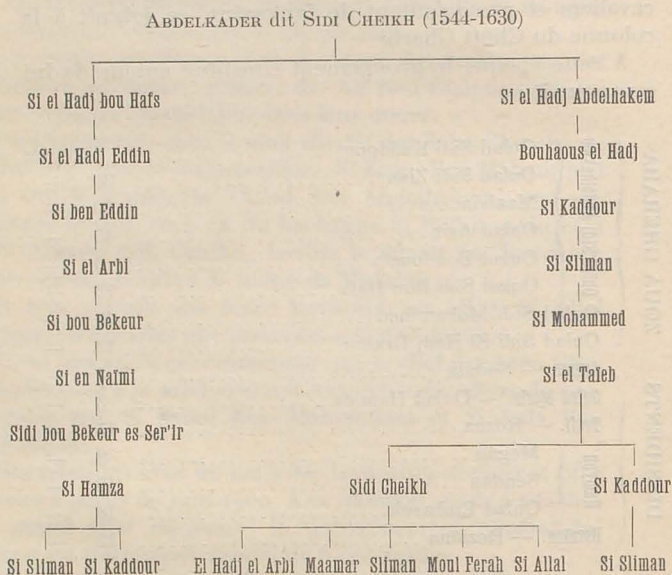 ABDELKADER dit SIDI CHEIKH (1544-1630)
Si el Hadj bou Hafs
Si el Hadj Abdelhakem
Si el Hadj Eddin
Bouhaous el Hadj
Si ben Eddin
Si Kaddour
Si el Arbi
Si Sliman
Si bou Bekeur
Si Mohammed
Si en Naïmi
Si el Taïeb
Sidi bou Bekeur es Ser'ir
Si Hamza
Sidi Cheikh
Si Kaddour
Si Sliman Si Kaddour
El Hadj el Arbi Maamar Sliman Moul Ferah Si Allal
Si Sliman